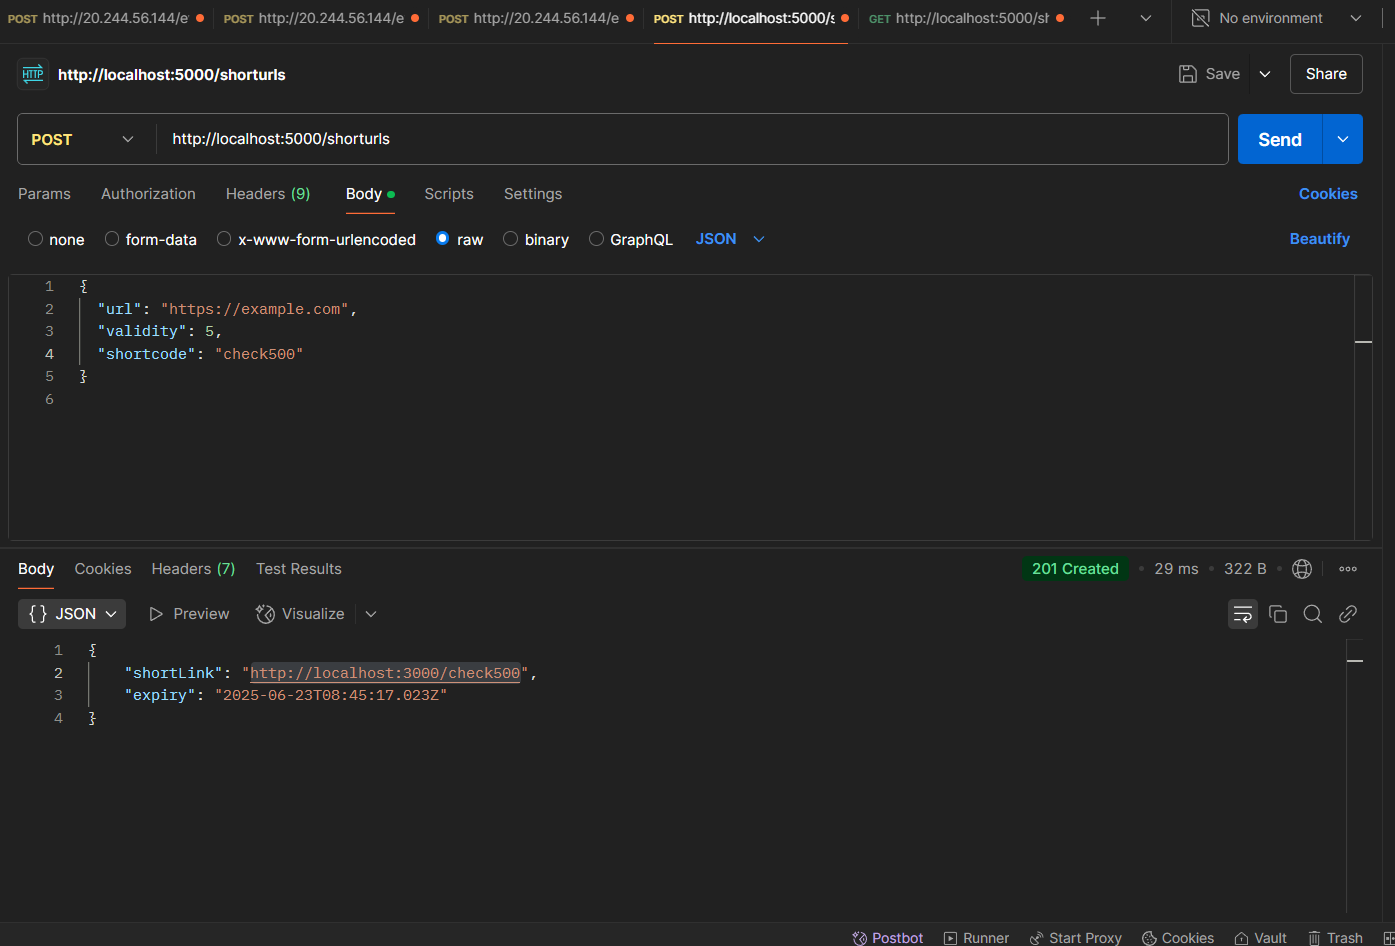 POST http://20.244.56.144/e POST http://20.244.56.144/e POST http://20.244.56.144/e POST http://localhost:5000/s GET http://localhost:5000/sh No environment
HTTP http://localhost:5000/shorturls Save Share
POST http://localhost:5000/shorturls Send
Params Authorization Headers (9) Body Scripts Settings Cookies
none form-data x-www-form-urlencoded raw binary GraphQL JSON Beautify
1 {
2 "url": "https://example.com",
3 "validity": 5,
4 "shortcode": "check500"
5 }
6
Body Cookies Headers (7) Test Results 201 Created • 29 ms • 322 B •
{} JSON Preview Visualize
1 {
2 "shortLink": "http://localhost:3000/check500",
3 "expiry": "2025-06-23T08:45:17.023Z"
4 }
Postbot Runner Start Proxy Cookies Vault Trash